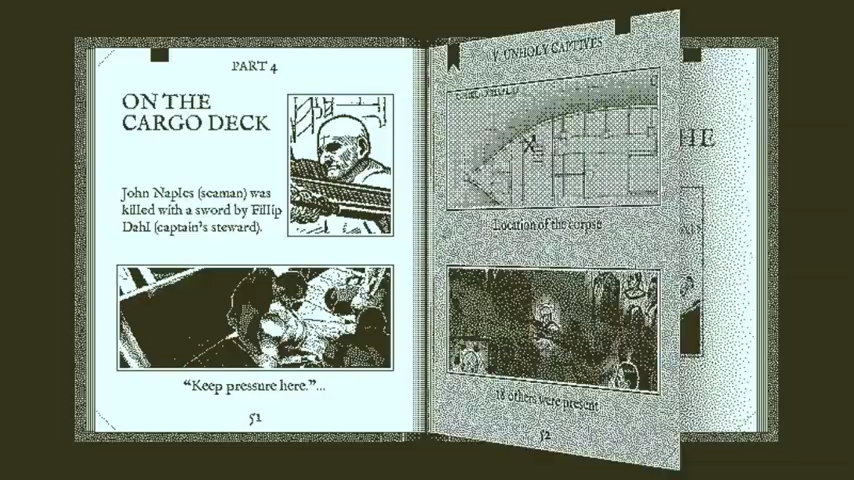 PART 4
ON THE
CARGO DECK
John Naples (seaman) was
killed with a sword by Fillip
Dahl (captain's steward).
“Keep pressure here.”...
51
V. UNHOLY CAPTIVES
Location of the corpse
18 others were present
52
HE